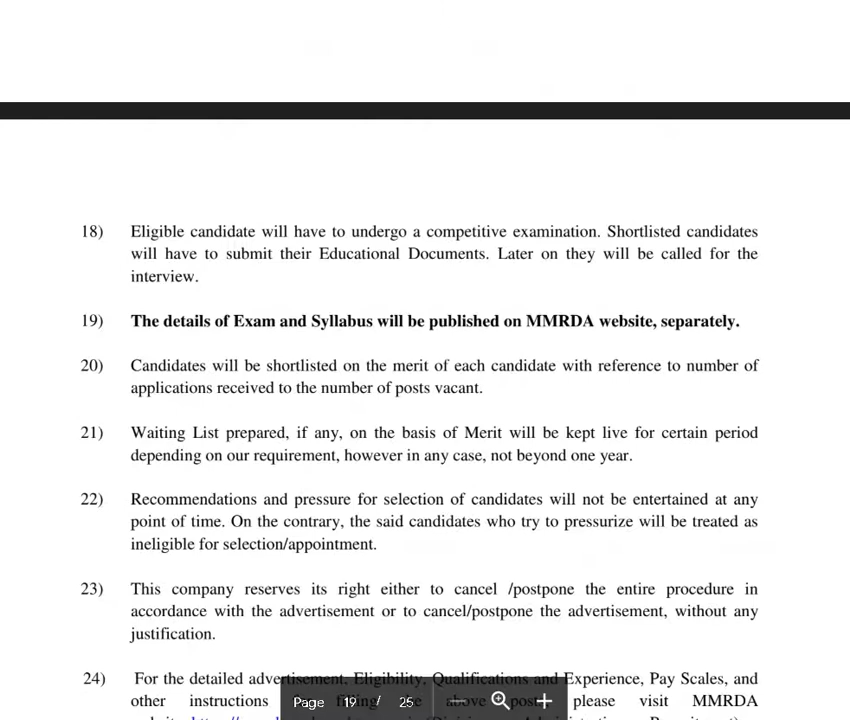 18) Eligible candidate will have to undergo a competitive examination. Shortlisted candidates
will have to submit their Educational Documents. Later on they will be called for the
interview.
19) The details of Exam and Syllabus will be published on MMRDA website, separately.
20) Candidates will be shortlisted on the merit of each candidate with reference to number of
applications received to the number of posts vacant.
21) Waiting List prepared, if any, on the basis of Merit will be kept live for certain period
depending on our requirement, however in any case, not beyond one year.
22) Recommendations and pressure for selection of candidates will not be entertained at any
point of time. On the contrary, the said candidates who try to pressurize will be treated as
ineligible for selection/appointment.
23) This company reserves its right either to cancel /postpone the entire procedure in
accordance with the advertisement or to cancel/postpone the advertisement, without any
justification.
24) For the detailed advertisement, Eligibility, Qualifications and Experience, Pay Scales, and
other instructions for filling the above posts, please visit MMRDA
Page 19 / 25